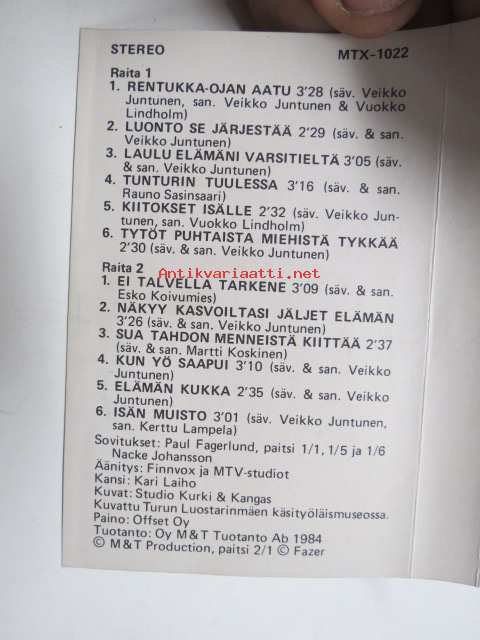 STEREO MTX-1022
Raita 1
1. RENTUKKA-OJAN AATU 3'28 (säv. Veikko
Juntunen, san. Veikko Juntunen & Vuokko
Lindholm)
2. LUONTO SE JÄRJESTÄÄ 2'29 (säv. & san.
Veikko Juntunen)
3. LAULU ELÄMÄNI VARSITIELTÄ 3'05 (säv.
& san. Veikko Juntunen)
4. TUNTURIN TUULESSA 3'16 (säv. & san.
Rauno Sasinsaari)
5. KIITOKSET ISÄLLE 2'32 (säv. Veikko Jun-
tunen, san. Vuokko Lindholm)
6. TYTÖT PUHTAISTA MIEHISTÄ TYKKÄÄ
2'30 (säv. & san. Veikko Juntunen)
Raita 2
Antikvariaatti.net
1. EI TALVELLA TARKENE 3'09 (säv. & san.
Esko Koivumies)
2. NÄKYY KASVOILTASI JÄLJET ELÄMÄN
3'26 (säv. & san. Veikko Juntunen)
3. SUA TAHDON MENNEISTÄ KIITTÄÄ 2'37
(säv. & san. Martti Koskinen)
4. KUN YÖ SAAPUI 3'10 (säv. & san. Veikko
Juntunen)
5. ELÄMÄN KUKKA 2'35 (säv. & san. Veikko
Juntunen)
6. ISÄN MUISTO 3'01 (säv. Veikko Juntunen,
san. Kerttu Lampela)
Sovitukset: Paul Fagerlund, paitsi 1/1, 1/5 ja 1/6
Nacke Johansson
Äänitys: Finnvox ja MTV-studiot
Kansi: Kari Laiho
Kuvat: Studio Kurki & Kangas
Kuvattu Turun Luostarinmäen käsityöläismuseossa.
Paino: Offset Oy
Tuotanto: Oy M&T Tuotanto Ab 1984
© M&T Production, paitsi 2/1 © Fazer